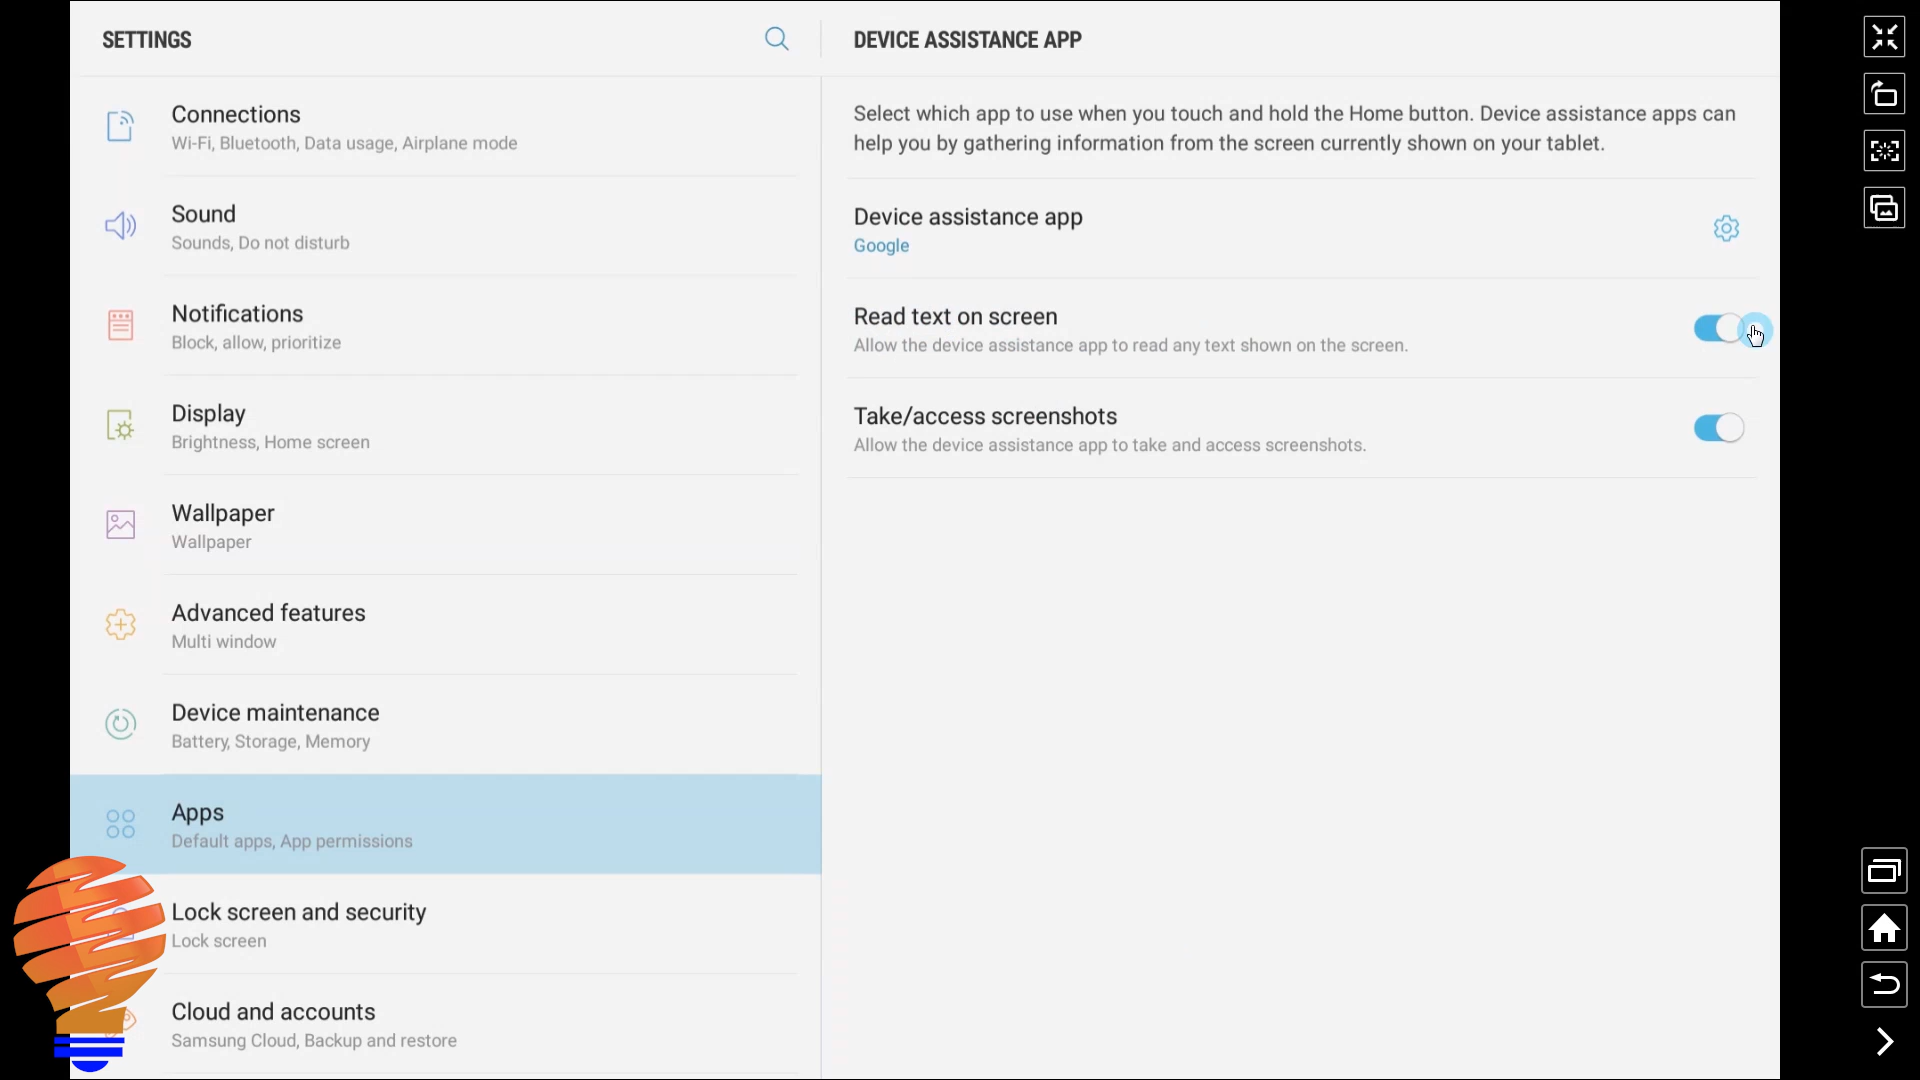 SETTINGS
Connections
Wi-Fi, Bluetooth, Data usage, Airplane mode
Sound
Sounds, Do not disturb
Notifications
Block, allow, prioritize
Display
Brightness, Home screen
Wallpaper
Wallpaper
Advanced features
Multi window
Device maintenance
Battery, Storage, Memory
Apps
Default apps, App permissions
Lock screen and security
Lock screen
Cloud and accounts
Samsung Cloud, Backup and restore
DEVICE ASSISTANCE APP
Select which app to use when you touch and hold the Home button. Device assistance apps can
help you by gathering information from the screen currently shown on your tablet.
Device assistance app
Google
Read text on screen
Allow the device assistance app to read any text shown on the screen.
Take/access screenshots
Allow the device assistance app to take and access screenshots.